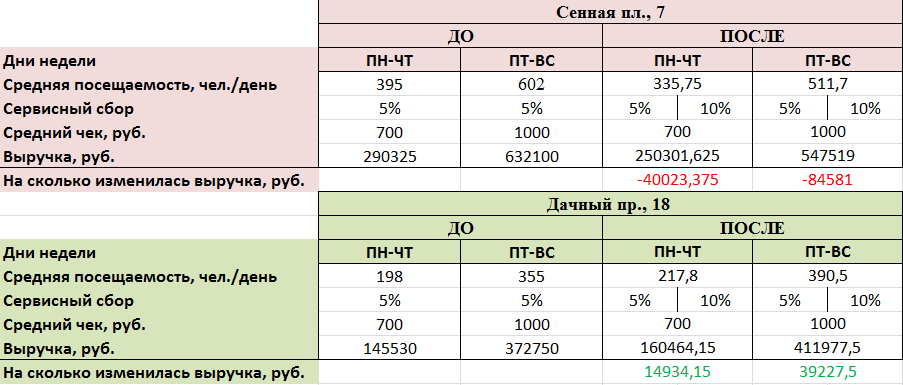 Сенная пл., 7
ДО ПОСЛЕ
Дни недели ПН-ЧТ ПТ-ВС ПН-ЧТ ПТ-ВС
Средняя посещаемость, чел./день 395 602 335,75 511,7
Сервисный сбор 5% 5% 5% 10% 5% 10%
Средний чек, руб. 700 1000 700 1000
Выручка, руб. 290325 632100 250301,625 547519
На сколько изменилась выручка, руб. -40023,375 -84581
Дачный пр., 18
ДО ПОСЛЕ
Дни недели ПН-ЧТ ПТ-ВС ПН-ЧТ ПТ-ВС
Средняя посещаемость, чел./день 198 355 217,8 390,5
Сервисный сбор 5% 5% 5% 10% 5% 10%
Средний чек, руб. 700 1000 700 1000
Выручка, руб. 145530 372750 160464,15 411977,5
На сколько изменилась выручка, руб. 14934,15 39227,5